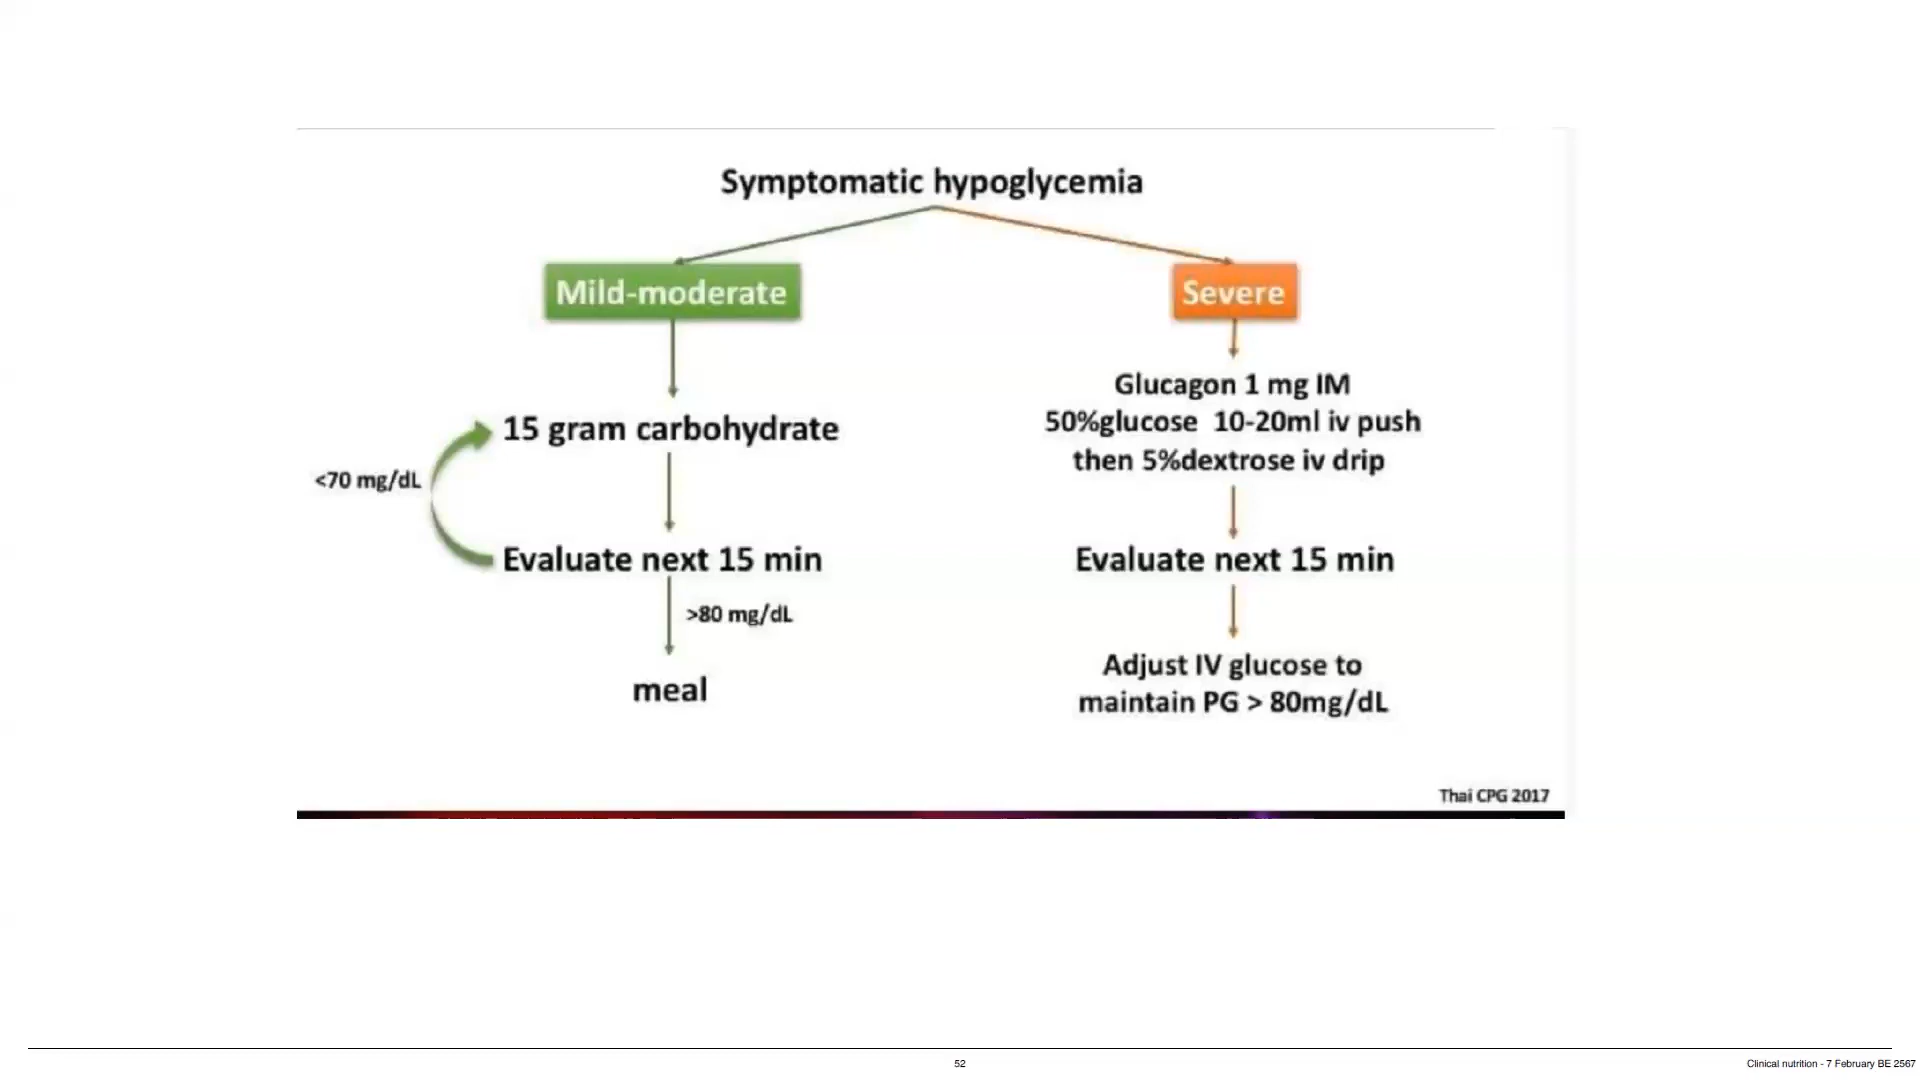 Symptomatic hypoglycemia
Mild-moderate
Severe
15 gram carbohydrate
<70 mg/dL
Evaluate next 15 min
>80 mg/dL
meal
Glucagon 1 mg IM
50%glucose 10-20ml iv push
then 5%dextrose iv drip
Evaluate next 15 min
Adjust IV glucose to
maintain PG > 80mg/dL
Thai CPG 2017
52
Clinical nutrition - 7 February BE 2567